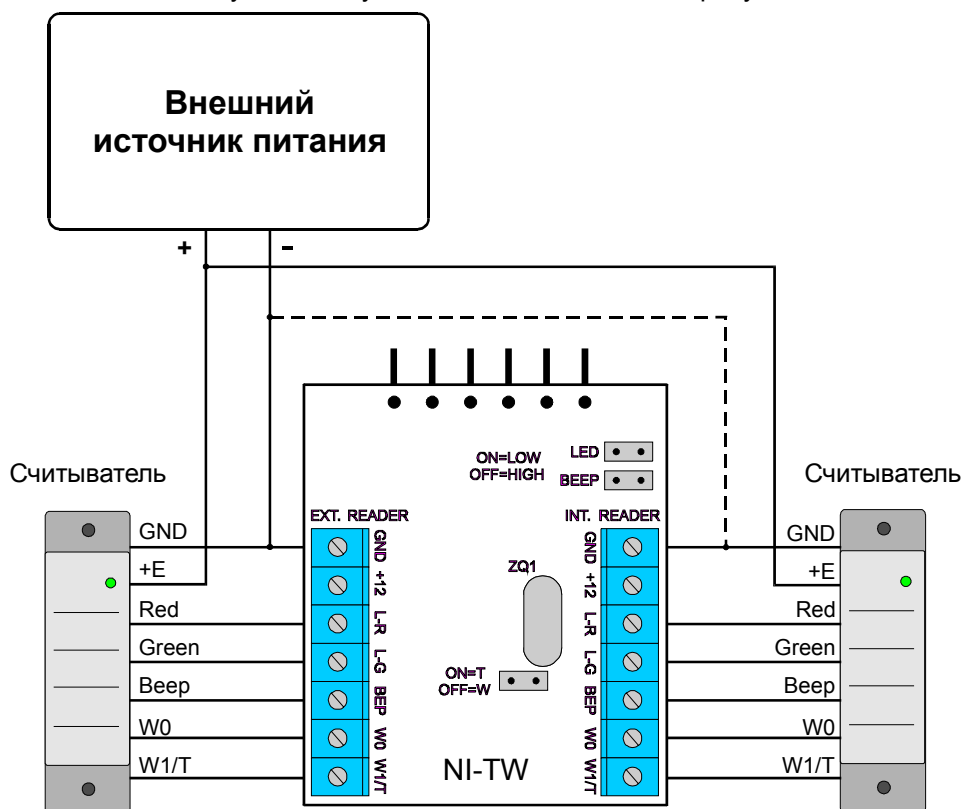 Внешний
источник питания
+ -
Считыватель
Считыватель
ON=LOW
OFF=HIGH
LED
BEEP
EXT. READER
INT. READER
GND
+E
Red
Green
Beep
W0
W1/T
GND
+12
L-R
L-G
BEP
W0
W1/T
ZQ1
ON=T
OFF=W
NI-TW
GND
+12
L-R
L-G
BEP
W0
W1/T
GND
+E
Red
Green
Beep
W0
W1/T